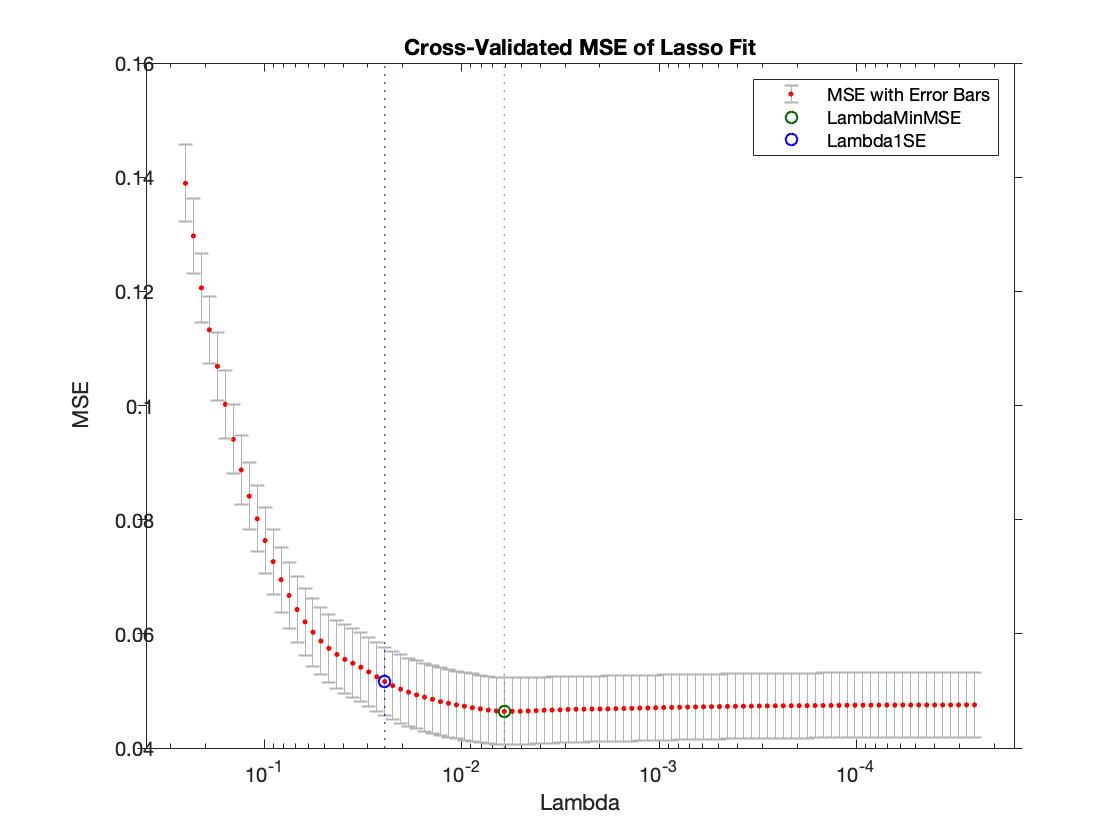 Cross-Validated MSE of Lasso Fit
0.16
0.14
0.12
0.1
0.08
0.06
0.04
MSE
MSE with Error Bars
LambdaMinMSE
Lambda1SE
10-1 10-2 10-3 10-4
Lambda